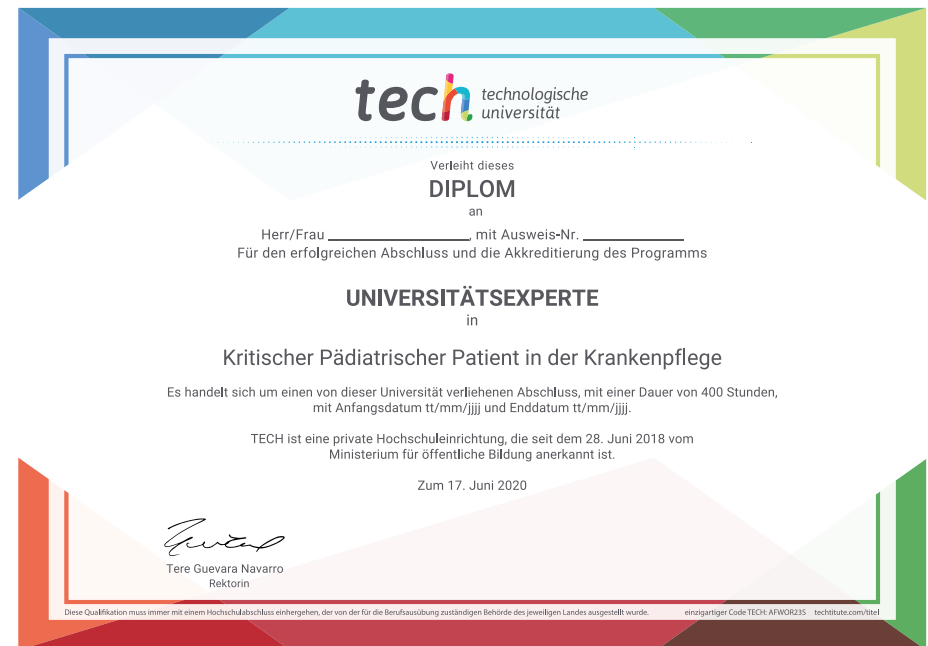 tech technologische
universität
Verleiht dieses
DIPLOM
an
Herr/Frau ____________________, mit Ausweis-Nr. ______________
Für den erfolgreichen Abschluss und die Akkreditierung des Programms
UNIVERSITÄTSEXPERTE
in
Kritischer Pädiatrischer Patient in der Krankenpflege
Es handelt sich um einen von dieser Universität verliehenen Abschluss, mit einer Dauer von 400 Stunden,
mit Anfangsdatum tt/mm/jjjj und Enddatum tt/mm/jjjj.
TECH ist eine private Hochschuleinrichtung, die seit dem 28. Juni 2018 vom
Ministerium für öffentliche Bildung anerkannt ist.
Zum 17. Juni 2020
Tere Guevara Navarro
Rektorin
Diese Qualifikation muss immer mit einem Hochschulabschluss einhergehen, der von der für die Berufsausübung zuständigen Behörde des jeweiligen Landes ausgestellt wurde. einzigartiger Code TECH: AFWOR23S techtitute.com/titel